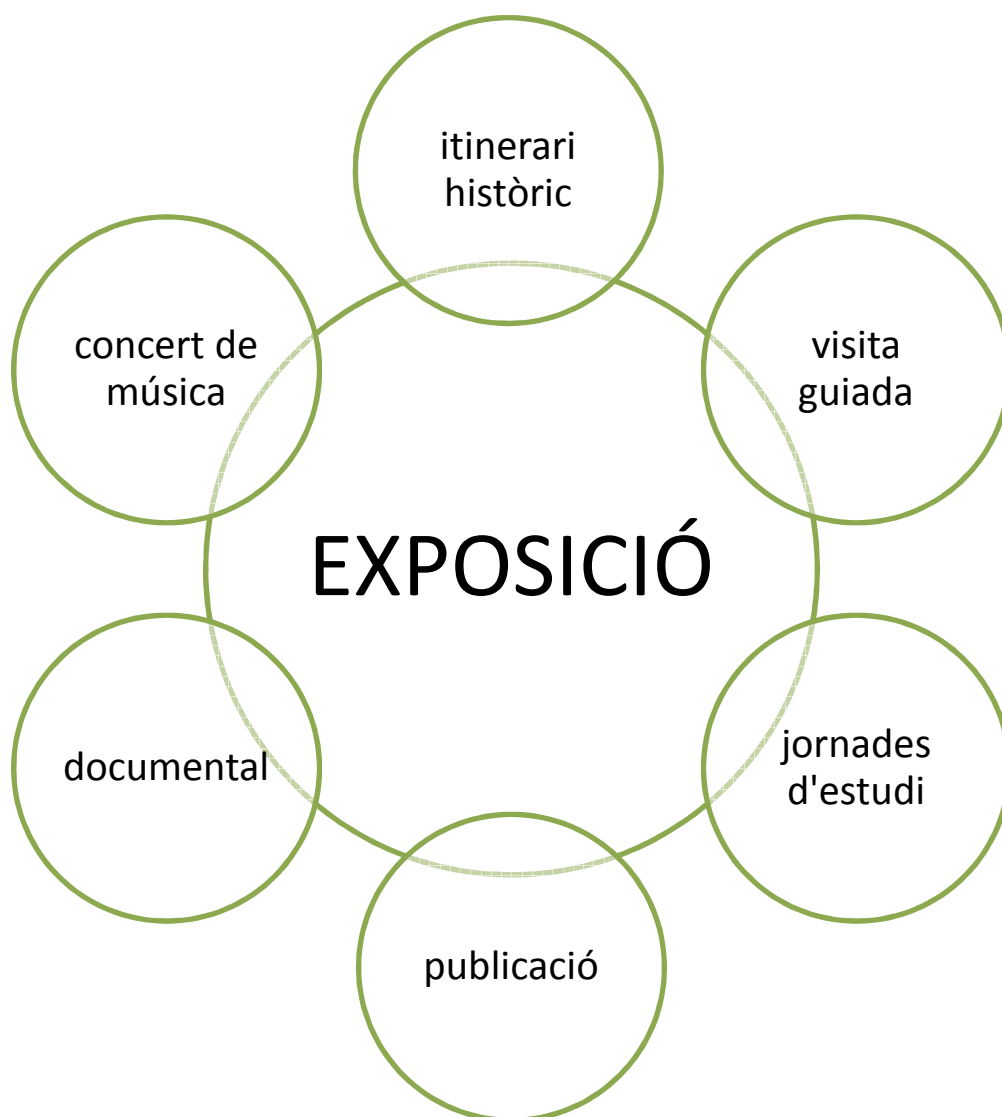 itinerari
històric
concert de
música
visita
guiada
EXPOSICIÓ
documental
jornades
d'estudi
publicació